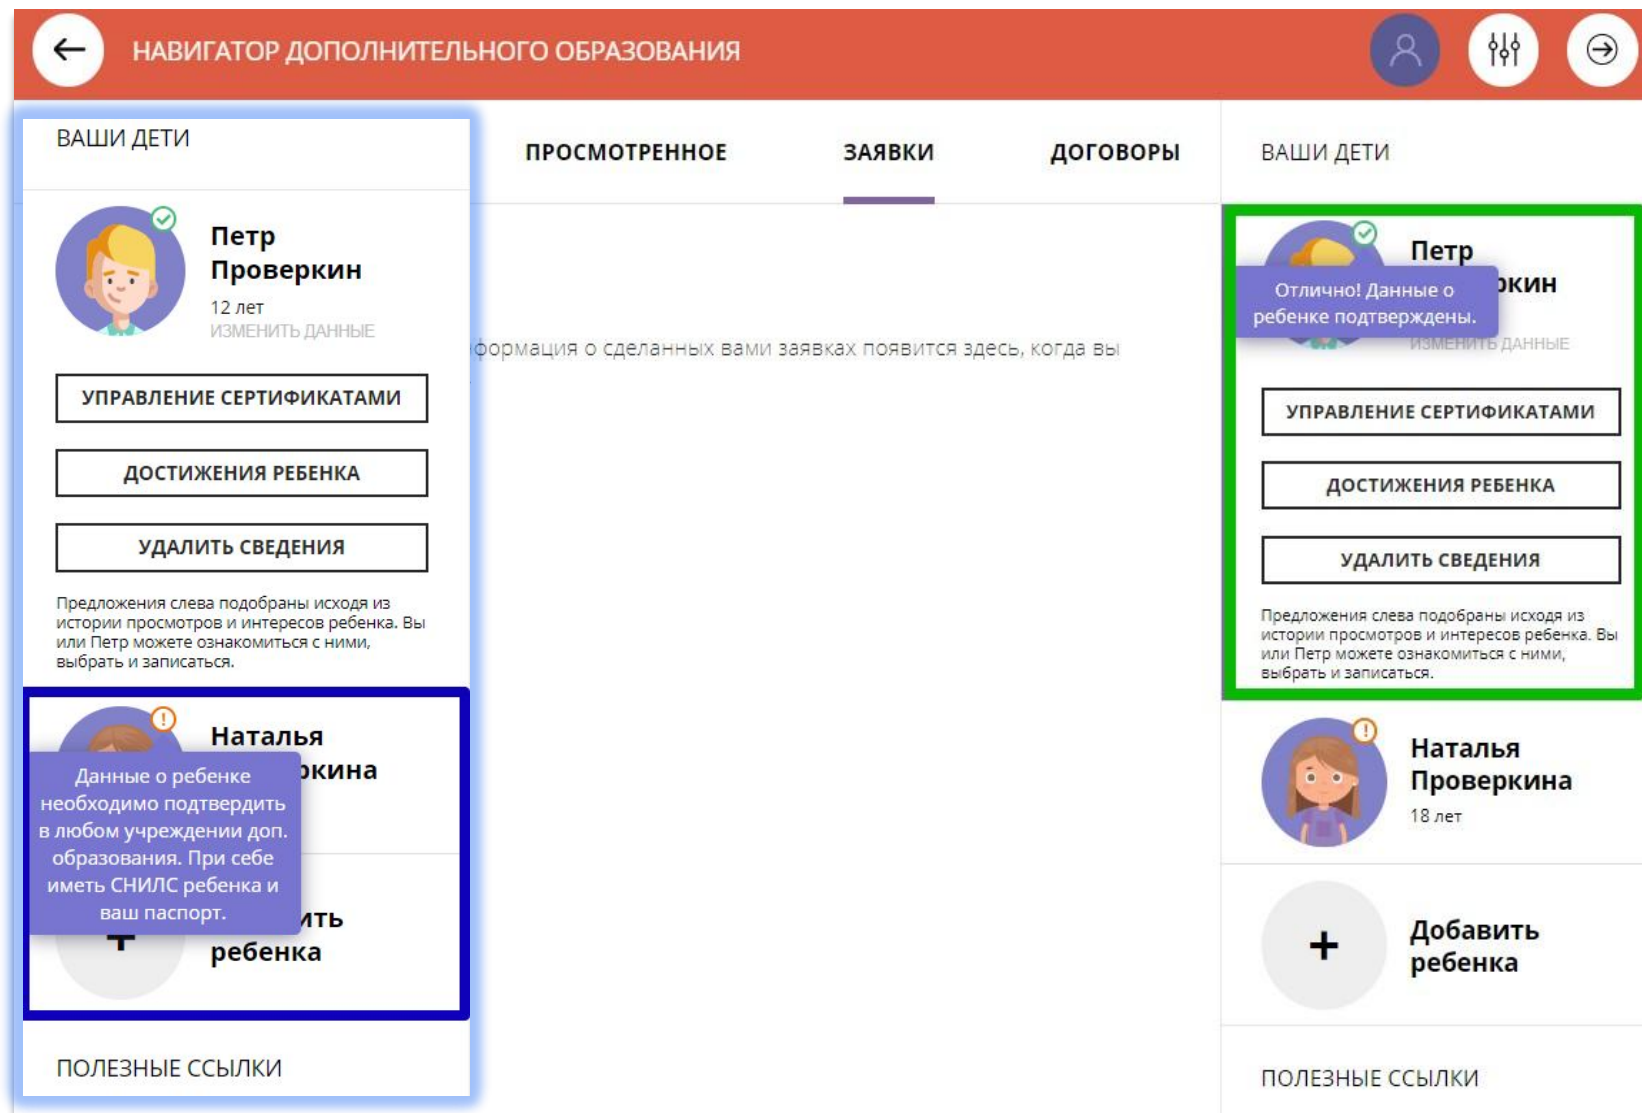 НАВИГАТОР ДОПОЛНИТЕЛЬНОГО ОБРАЗОВАНИЯ
ВАШИ ДЕТИ
Петр
Проверкин
12 лет
ИЗМЕНИТЬ ДАННЫЕ
УПРАВЛЕНИЕ СЕРТИФИКАТАМИ
ДОСТИЖЕНИЯ РЕБЕНКА
УДАЛИТЬ СВЕДЕНИЯ
Предложения слева подобраны исходя из
истории просмотров и интересов ребенка. Вы
или Петр можете ознакомиться с ними,
выбрать и записаться.
Наталья
ркина
Данные о ребенке
необходимо подтвердить
в любом учреждении доп.
образования. При себе
иметь СНИЛС ребенка и
ваш паспорт.
ить
ребенка
ПОЛЕЗНЫЕ ССЫЛКИ
ПРОСМОТРЕННОЕ
ЗАЯВКИ
ДОГОВОРЫ
формация о сделанных вами заявках появится здесь, когда вы
ВАШИ ДЕТИ
Петр
ркин
Отлично! Данные о
ребенке подтверждены.
ИЗМЕНИТЬ ДАННЫЕ
УПРАВЛЕНИЕ СЕРТИФИКАТАМИ
ДОСТИЖЕНИЯ РЕБЕНКА
УДАЛИТЬ СВЕДЕНИЯ
Предложения слева подобраны исходя из
истории просмотров и интересов ребенка. Вы
или Петр можете ознакомиться с ними,
выбрать и записаться.
Наталья
Проверкина
18 лет
Добавить
ребенка
ПОЛЕЗНЫЕ ССЫЛКИ